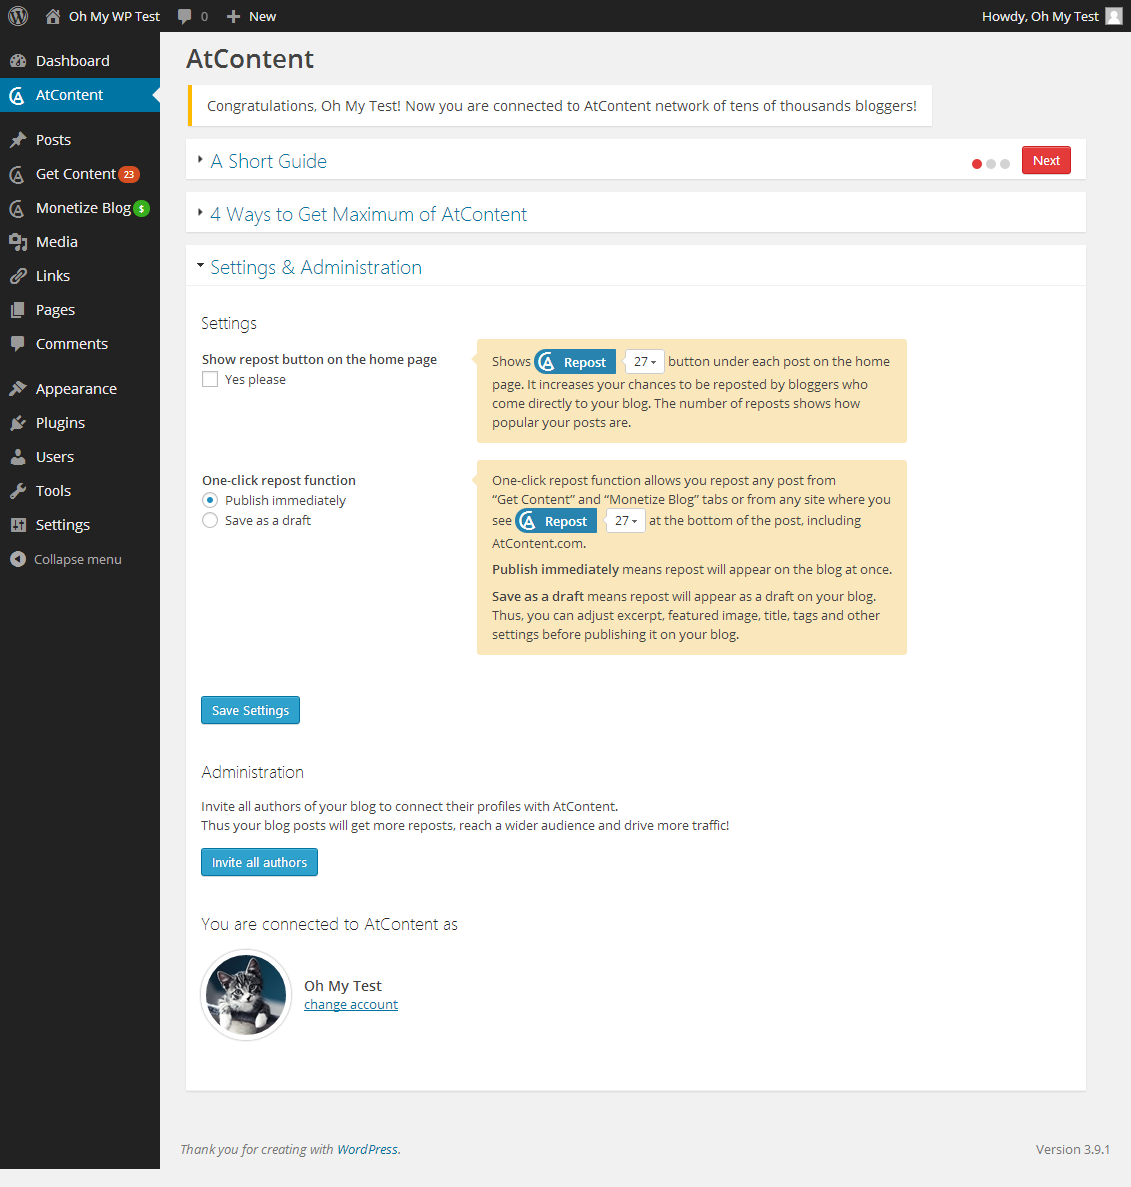 Oh My WP Test 0 New Howdy, Oh My Test
Dashboard
AtContent
Posts
Get Content 23
Monetize Blog $
Media
Links
Pages
Comments
Appearance
Plugins
Users
Tools
Settings
Collapse menu
AtContent
Congratulations, Oh My Test! Now you are connected to AtContent network of tens of thousands bloggers!
A Short Guide Next
4 Ways to Get Maximum of AtContent
Settings & Administration
Settings
Show repost button on the home page
Yes please
Shows Repost 27 button under each post on the home
page. It increases your chances to be reposted by bloggers who
come directly to your blog. The number of reposts shows how
popular your posts are.
One-click repost function
Publish immediately
Save as a draft
One-click repost function allows you repost any post from
“Get Content” and “Monetize Blog” tabs or from any site where you
see Repost 27 at the bottom of the post, including
AtContent.com.
Publish immediately means repost will appear on the blog at once.
Save as a draft means repost will appear as a draft on your blog.
Thus, you can adjust excerpt, featured image, title, tags and other
settings before publishing it on your blog.
Save Settings
Administration
Invite all authors of your blog to connect their profiles with AtContent.
Thus your blog posts will get more reposts, reach a wider audience and drive more traffic!
Invite all authors
You are connected to AtContent as
Oh My Test
change account
Thank you for creating with WordPress. Version 3.9.1